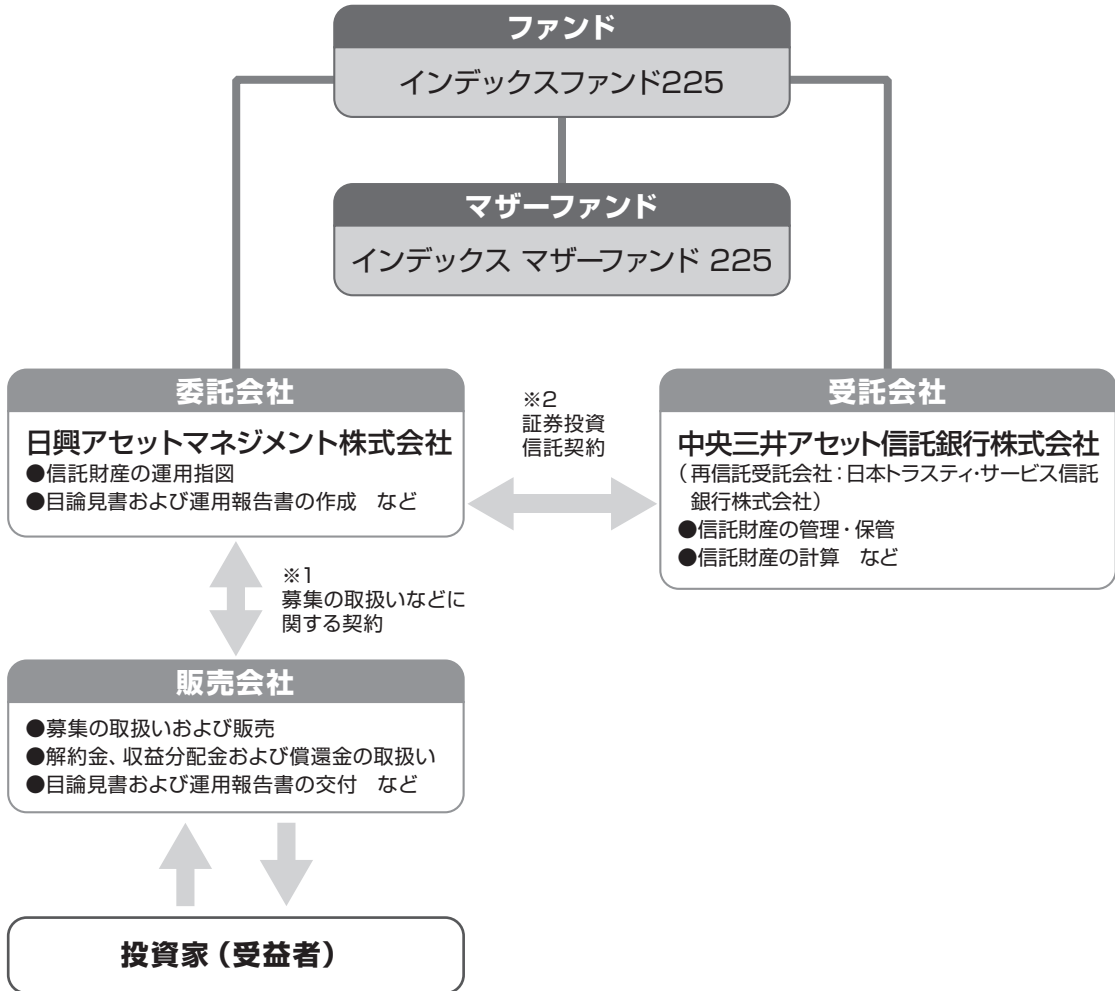 ファンド
インデックスファンド225
マザーファンド
インデックス マザーファンド 225
委託会社
日興アセットマネジメント株式会社
●信託財産の運用指図
●目論見書および運用報告書の作成　など
※2
証券投資
信託契約
受託会社
中央三井アセット信託銀行株式会社
(再信託受託会社：日本トラスティ・サービス信託
銀行株式会社)
●信託財産の管理・保管
●信託財産の計算　など
※1
募集の取扱いなどに
関する契約
販売会社
●募集の取扱いおよび販売
●解約金、収益分配金および償還金の取扱い
●目論見書および運用報告書の交付　など
投資家（受益者）